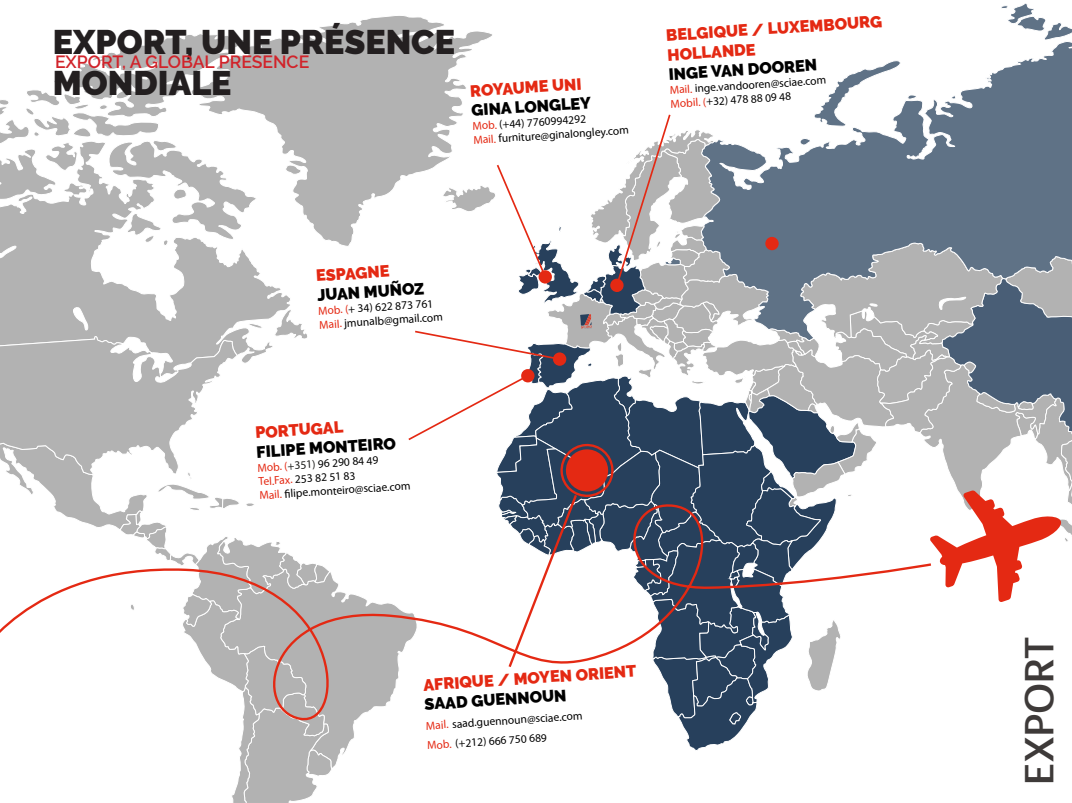 EXPORT, UNE PRÉSENCE
EXPORT, A GLOBAL PRESENCE
MONDIALE
BELGIQUE / LUXEMBOURG
HOLLANDE
INGE VAN DOOREN
Mail. inge.vandooren@sciae.com
Mobil. (+32) 478 88 09 48
ROYAUME UNI
GINA LONGLEY
Mob. (+44) 7760994292
Mail. furniture@ginalongley.com
ESPAGNE
JUAN MUÑOZ
Mob. (+ 34) 622 873 761
Mail. jmunalb@gmail.com
PORTUGAL
FILIPE MONTEIRO
Mob. (+351) 96 290 84 49
Tel.Fax. 253 82 51 83
Mail. filipe.monteiro@sciae.com
AFRIQUE / MOYEN ORIENT
SAAD GUENNOUN
Mail. saad.guennoun@sciae.com
Mob. (+212) 666 750 689
EXPORT